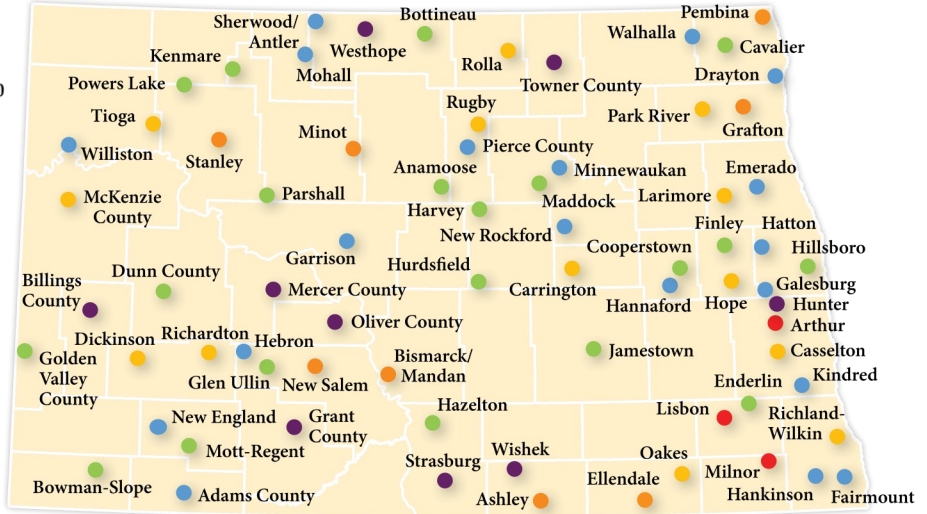 Sherwood/
Antler
Westhope
Bottineau
Pembina
Walhalla
Cavalier
Kenmare
Mohall
Rolla
Towner County
Drayton
Powers Lake
0
Tioga
Minot
Rugby
Park River
Grafton
Williston
Stanley
Pierce County
Anamoose
Minnewaukan
Emerado
McKenzie
County
Parshall
Harvey
Maddock
Larimore
New Rockford
Finley
Hatton
Garrison
Cooperstown
Hillsboro
Hurdsfield
Dunn County
Billings
County
Mercer County
Carrington
Hannaford
Hope
Galesburg
Hunter
Oliver County
Arthur
Dickinson
Richardton
Hebron
Golden
Valley
County
Glen Ullin
New Salem
Bismarck/
Mandan
Jamestown
Casselton
Enderlin
Kindred
New England
Grant
County
Hazelton
Lisbon
Richland-
Wilkin
Mott-Regent
Strasburg
Wishek
Oakes
Milnor
Bowman-Slope
Adams County
Ashley
Ellendale
Hankinson
Fairmount